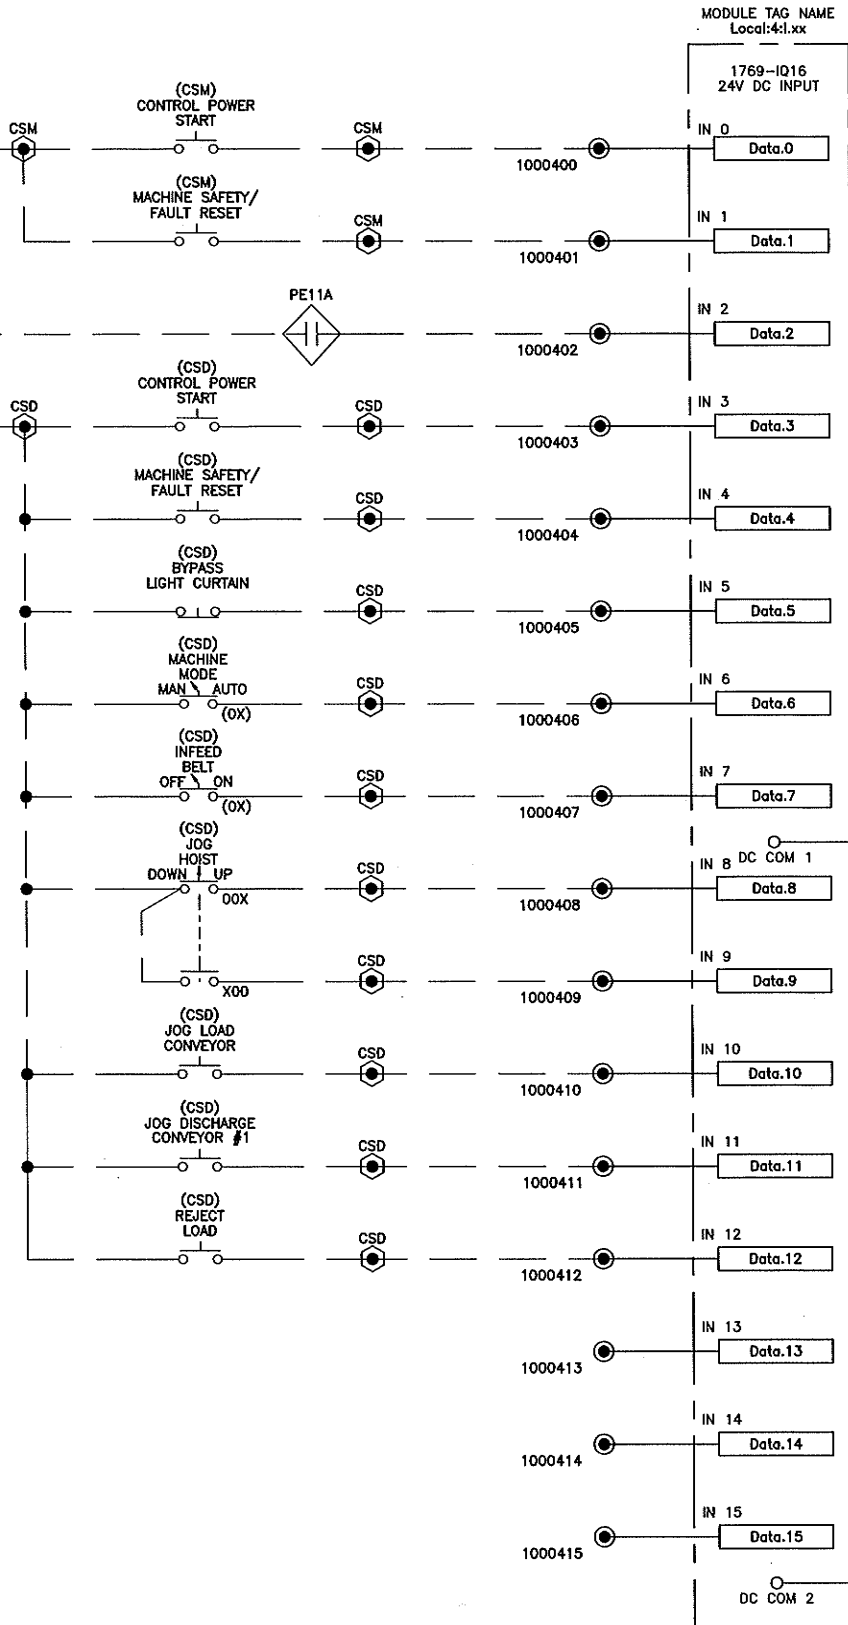 MODULE TAG NAME
Local:4:I.xx
1769-IQ16
24V DC INPUT
(CSM)
CONTROL POWER
START
CSM
CSM
1000400
IN 0
Data.0
(CSM)
MACHINE SAFETY/
FAULT RESET
CSM
1000401
IN 1
Data.1
PE11A
1000402
IN 2
Data.2
(CSD)
CONTROL POWER
START
CSD
CSD
1000403
IN 3
Data.3
(CSD)
MACHINE SAFETY/
FAULT RESET
CSD
1000404
IN 4
Data.4
(CSD)
BYPASS
LIGHT CURTAIN
CSD
1000405
IN 5
Data.5
(CSD)
MACHINE
MODE
MAN AUTO
(OX)
CSD
1000406
IN 6
Data.6
(CSD)
INFEED
BELT
OFF ON
(OX)
CSD
1000407
IN 7
Data.7
DC COM 1
(CSD)
JOG
HOIST
DOWN UP
OOX
CSD
1000408
IN 8
Data.8
XOO
CSD
1000409
IN 9
Data.9
(CSD)
JOG LOAD
CONVEYOR
CSD
1000410
IN 10
Data.10
(CSD)
JOG DISCHARGE
CONVEYOR #1
CSD
1000411
IN 11
Data.11
(CSD)
REJECT
LOAD
CSD
1000412
IN 12
Data.12
1000413
IN 13
Data.13
1000414
IN 14
Data.14
1000415
IN 15
Data.15
DC COM 2